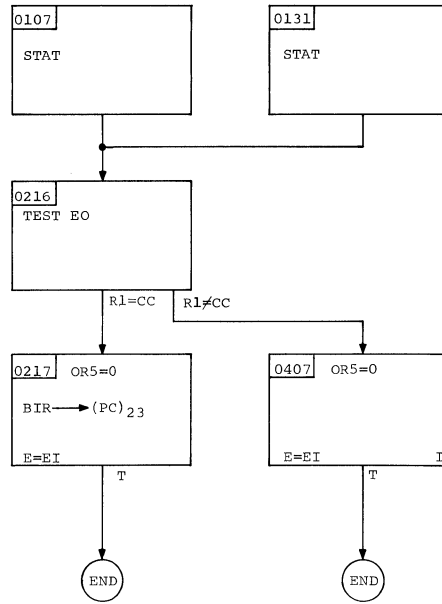 0107
STAT
0131
STAT
0216
TEST EO
R1=CC
R1≠CC
0217 OR5=0
BIR→(PC)23
E=EI
T
0407 OR5=0
E=EI I
T
END
END